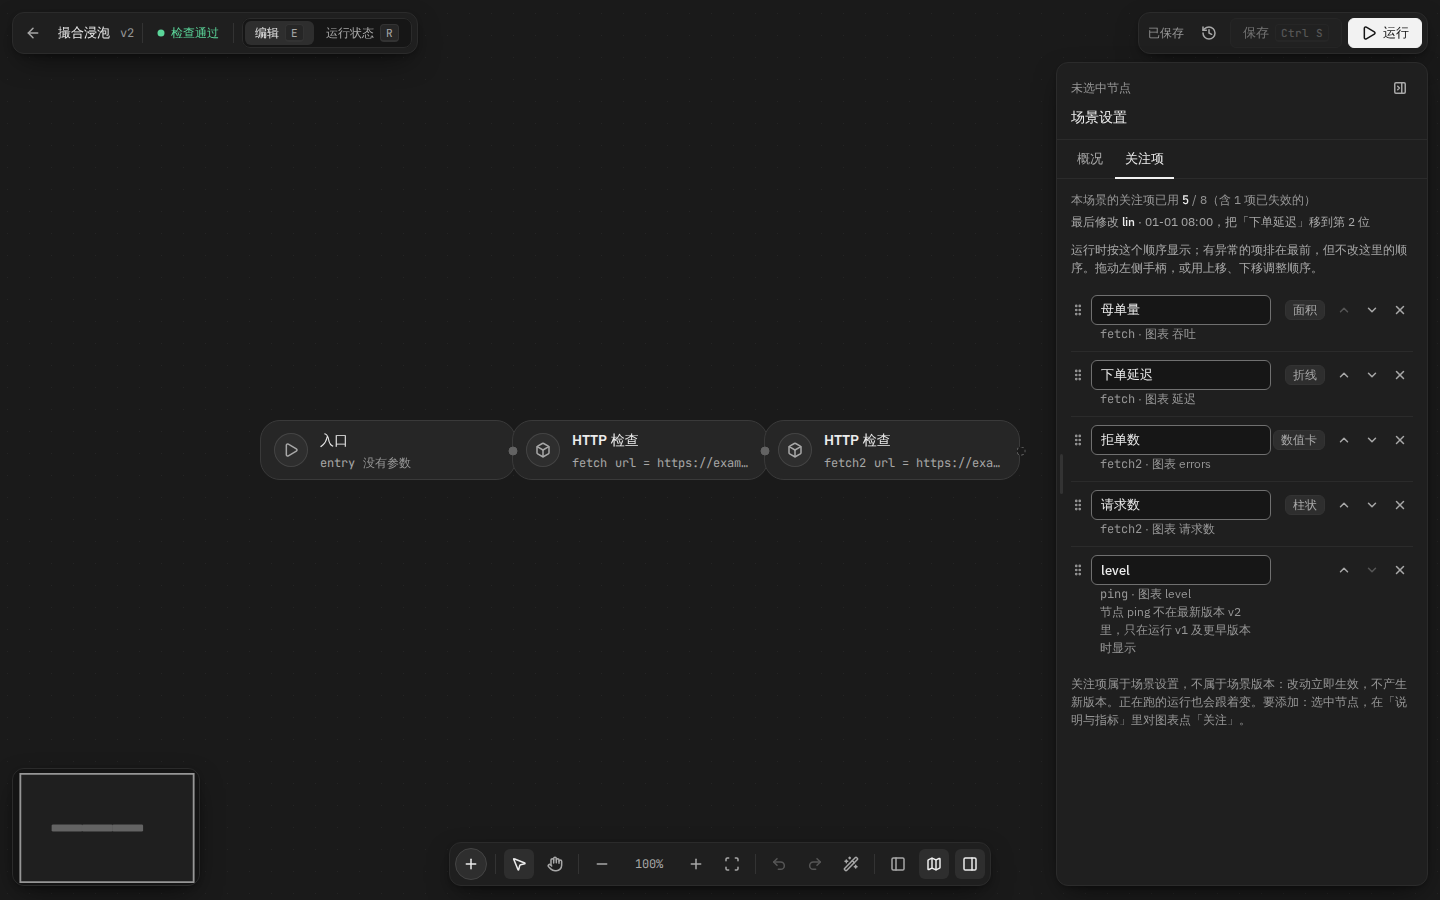 撮合浸泡 v2 检查通过 编辑 E 运行状态 R
已保存 保存 Ctrl S 运行
未选中节点
场景设置
概况 关注项
本场景的关注项已用 5 / 8（含 1 项已失效的）
最后修改 lin · 01-01 08:00，把「下单延迟」移到第 2 位
运行时按这个顺序显示；有异常的项排在最前，但不改这里的顺
序。拖动左侧手柄，或用上移、下移调整顺序。
母单量 面积
fetch · 图表 吞吐
下单延迟 折线
fetch · 图表 延迟
拒单数 数值卡
fetch2 · 图表 errors
请求数 柱状
fetch2 · 图表 请求数
level
ping · 图表 level
节点 ping 不在最新版本 v2
里，只在运行 v1 及更早版本
时显示
关注项属于场景设置，不属于场景版本：改动立即生效，不产生
新版本。正在跑的运行也会跟着变。要添加：选中节点，在「说
明与指标」里对图表点「关注」。
入口
entry 没有参数
HTTP 检查
fetch url = https://exam…
HTTP 检查
fetch2 url = https://exa…
100%